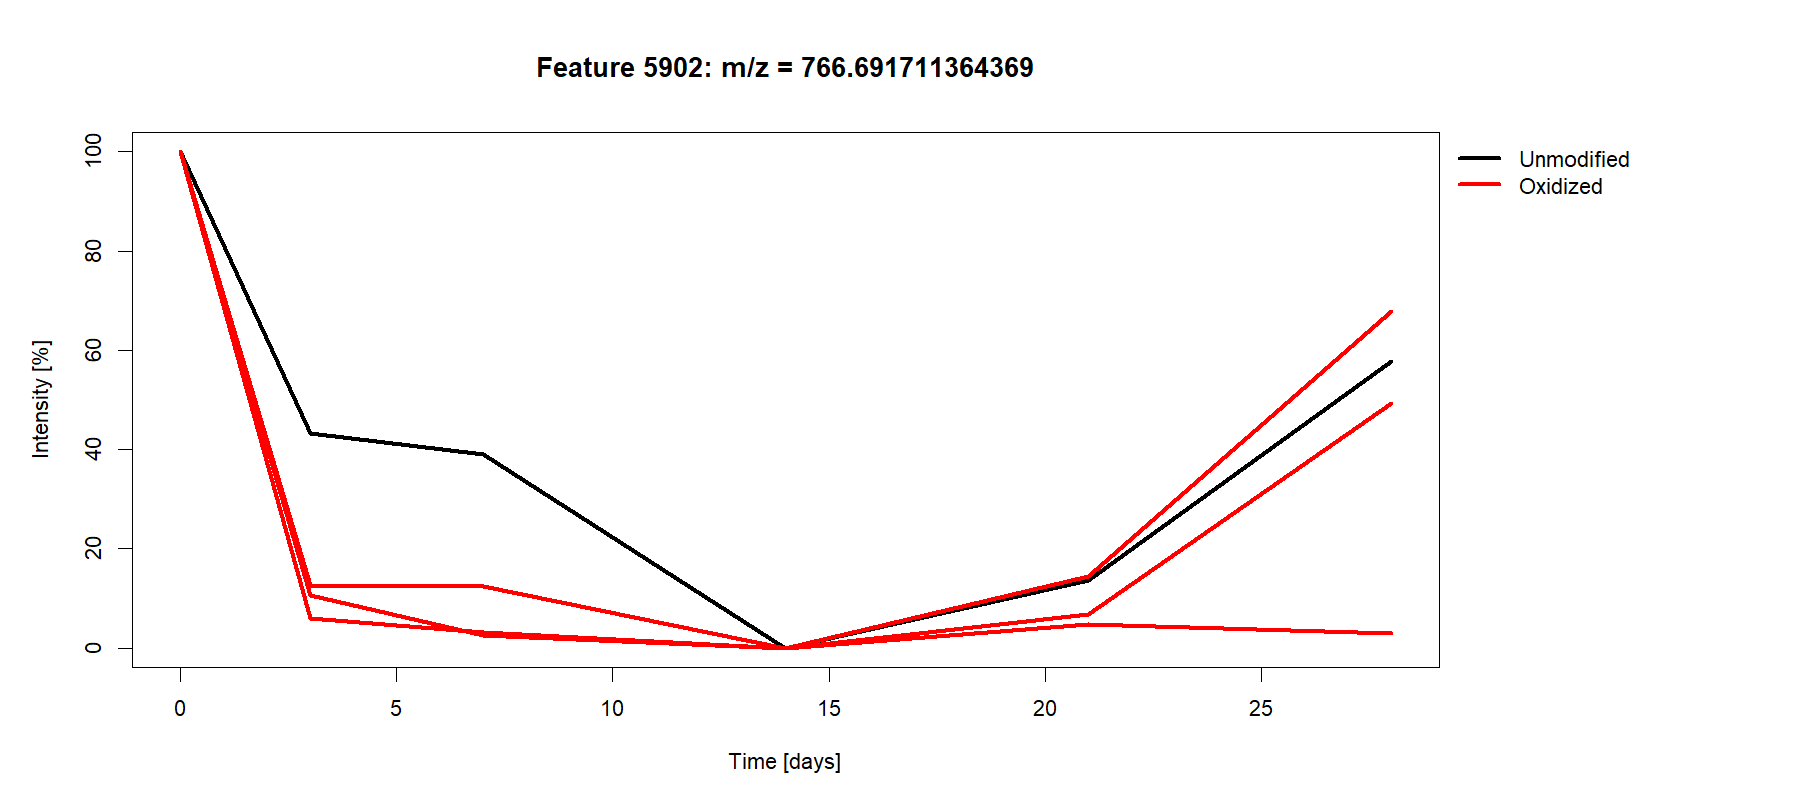 Feature 5902: m/z = 766.691711364369
Unmodified
Oxidized
Intensity [%]
100
80
60
40
20
0
0 5 10 15 20 25
Time [days]